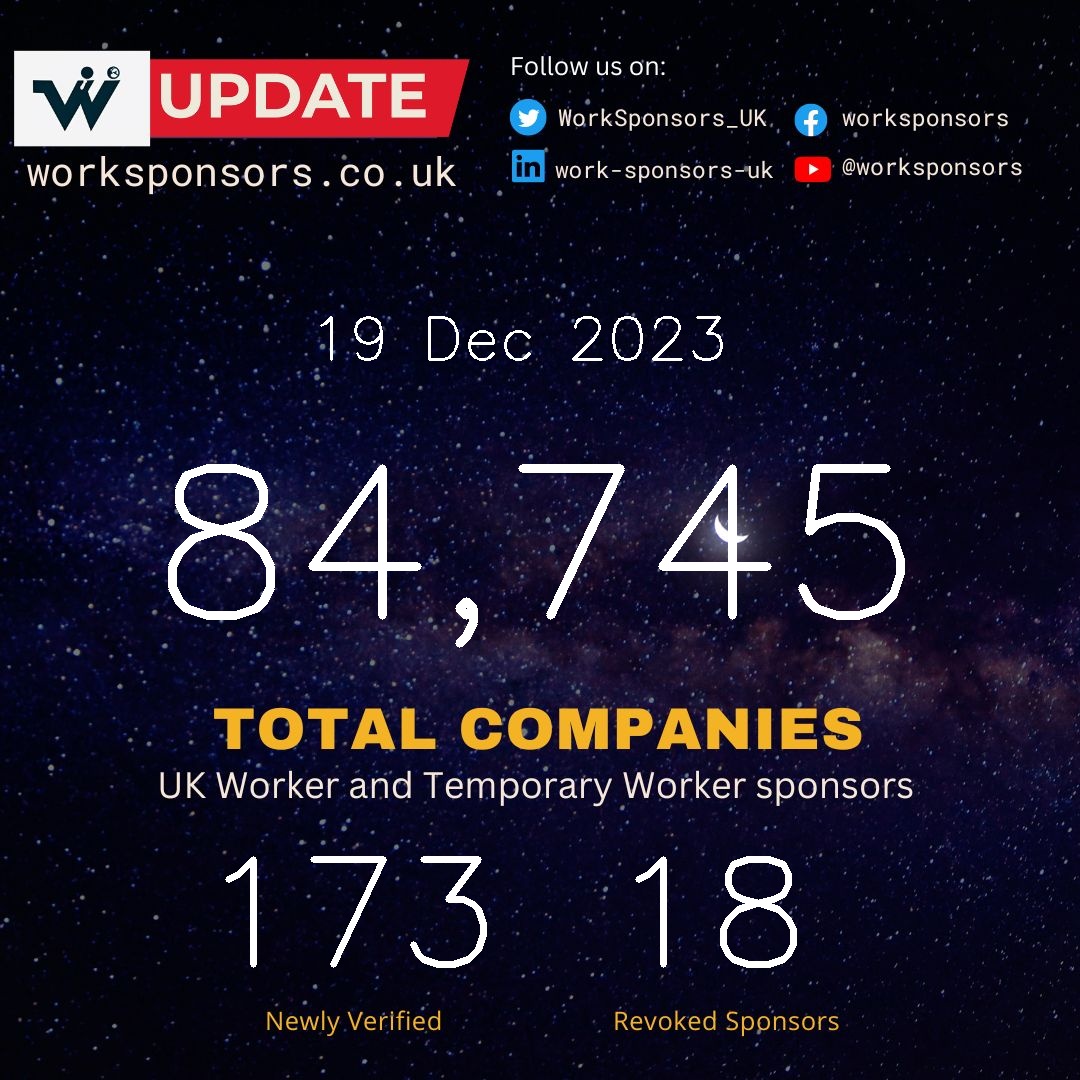 UPDATE
worksponsors.co.uk
Follow us on:
WorkSponsors_UK
worksponsors
work-sponsors-uk
@worksponsors
19 Dec 2023
84,745
TOTAL COMPANIES
UK Worker and Temporary Worker sponsors
173 18
Newly Verified Revoked Sponsors